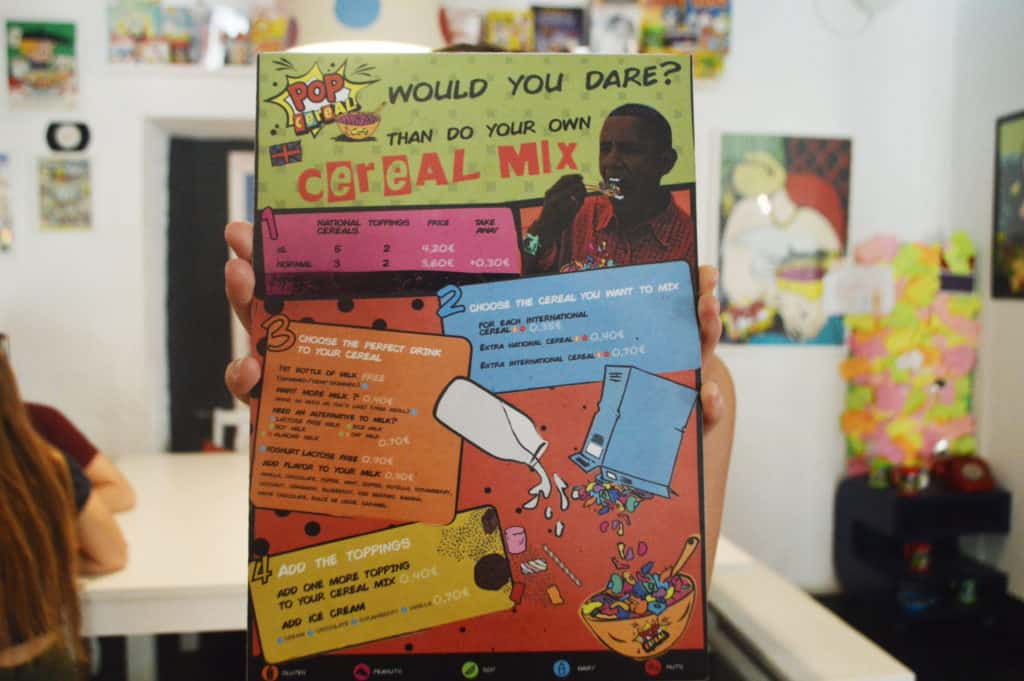 POP
CEREAL
Cafe
WOULD YOU DARE?
THAN DO YOUR OWN
CEREAL MIX
1
NATIONAL CEREALS TOPPINGS PRICE TAKE AWAY
XL 5 2 4,20€
NORMAL 3 2 3,60€ +0,30€
2 CHOOSE THE CEREAL YOU WANT TO MIX
FOR EACH INTERNATIONAL
CEREAL 0,35€
EXTRA NATIONAL CEREAL 0,40€
EXTRA INTERNATIONAL CEREAL 0,70€
3 CHOOSE THE PERFECT DRINK
TO YOUR CEREAL
1ST BOTTLE OF MILK FREE
WANT MORE MILK ? 0,40€
NEED AN ALTERNATIVE TO MILK?
LACTOSE FREE MILK RICE MILK
SOY MILK OAT MILK
ALMOND MILK 0,70€
YOGHURT LACTOSE FREE 0,90€
ADD FLAVOR TO YOUR MILK 0,30€
4 ADD THE TOPPINGS
ADD ONE MORE TOPPING
TO YOUR CEREAL MIX 0,40€
ADD ICE CREAM
CREAM CHOCOLATE STRAWBERRY VANILLA 0,70€
POP
CEREAL
GLUTEN PEANUTS SOY DAIRY NUTS